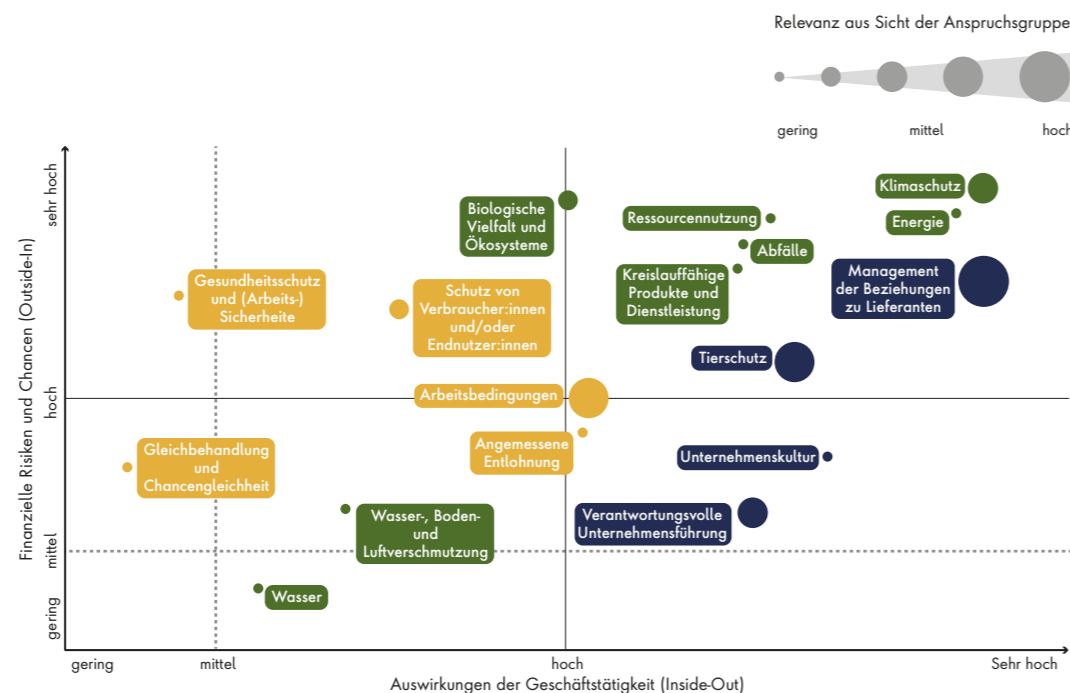 Relevanz aus Sicht der Anspruchsgruppe
gering
mittel
hoch
Finanzielle Risiken und Chancen (Outside-In)
sehr hoch
hoch
mittel
gering
Klimaschutz
Energie
Biologische
Vielfalt und
Ökosysteme
Ressourcennutzung
Abfälle
Kreislauffähige
Produkte und
Dienstleistung
Management
der Beziehungen
zu Lieferanten
Gesundheitsschutz
und (Arbeits-)
Sicherheite
Schutz von
Verbraucher:innen
und/oder
Endnutzer:innen
Tierschutz
Arbeitsbedingungen
Angemessene
Entlohnung
Gleichbehandlung
und
Chancengleichheit
Unternehmenskultur
Wasser-, Boden-
und
Luftverschmutzung
Verantwortungsvolle
Unternehmensführung
Wasser
gering
mittel
hoch
Sehr hoch
Auswirkungen der Geschäftstätigkeit (Inside-Out)